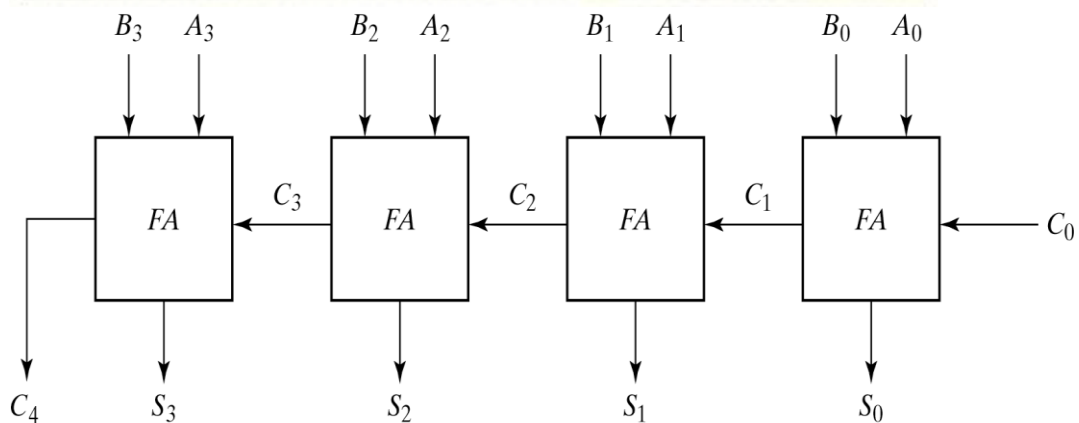 B₃ A₃ B₂ A₂ B₁ A₁ B₀ A₀
C₃ C₂ C₁
FA FA FA FA C₀
C₄ S₃ S₂ S₁ S₀